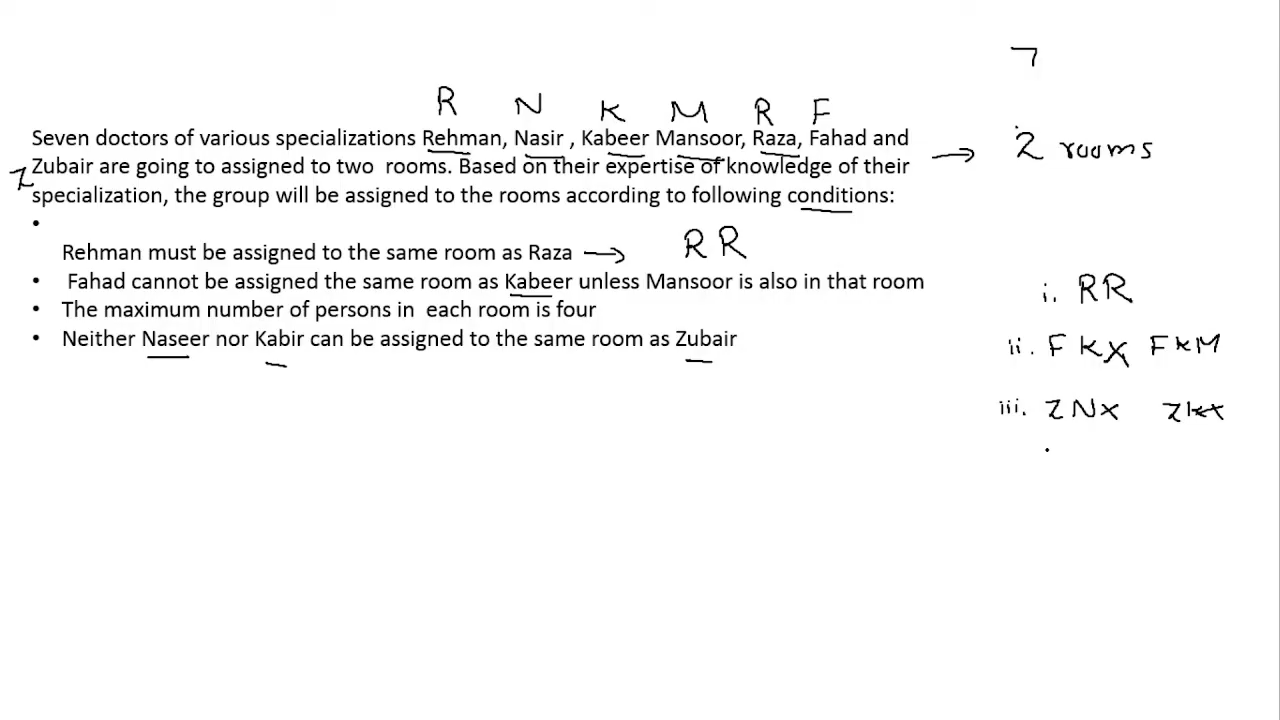 7
R N K M R F
Seven doctors of various specializations Rehman, Nasir , Kabeer Mansoor, Raza, Fahad and
Z Zubair are going to assigned to two rooms. Based on their expertise of knowledge of their → 2 rooms
specialization, the group will be assigned to the rooms according to following conditions:
•
Rehman must be assigned to the same room as Raza → RR
• Fahad cannot be assigned the same room as Kabeer unless Mansoor is also in that room
i. RR
• The maximum number of persons in each room is four
• Neither Naseer nor Kabir can be assigned to the same room as Zubair
ii. F K X F K M
iii. Z N X Z K X